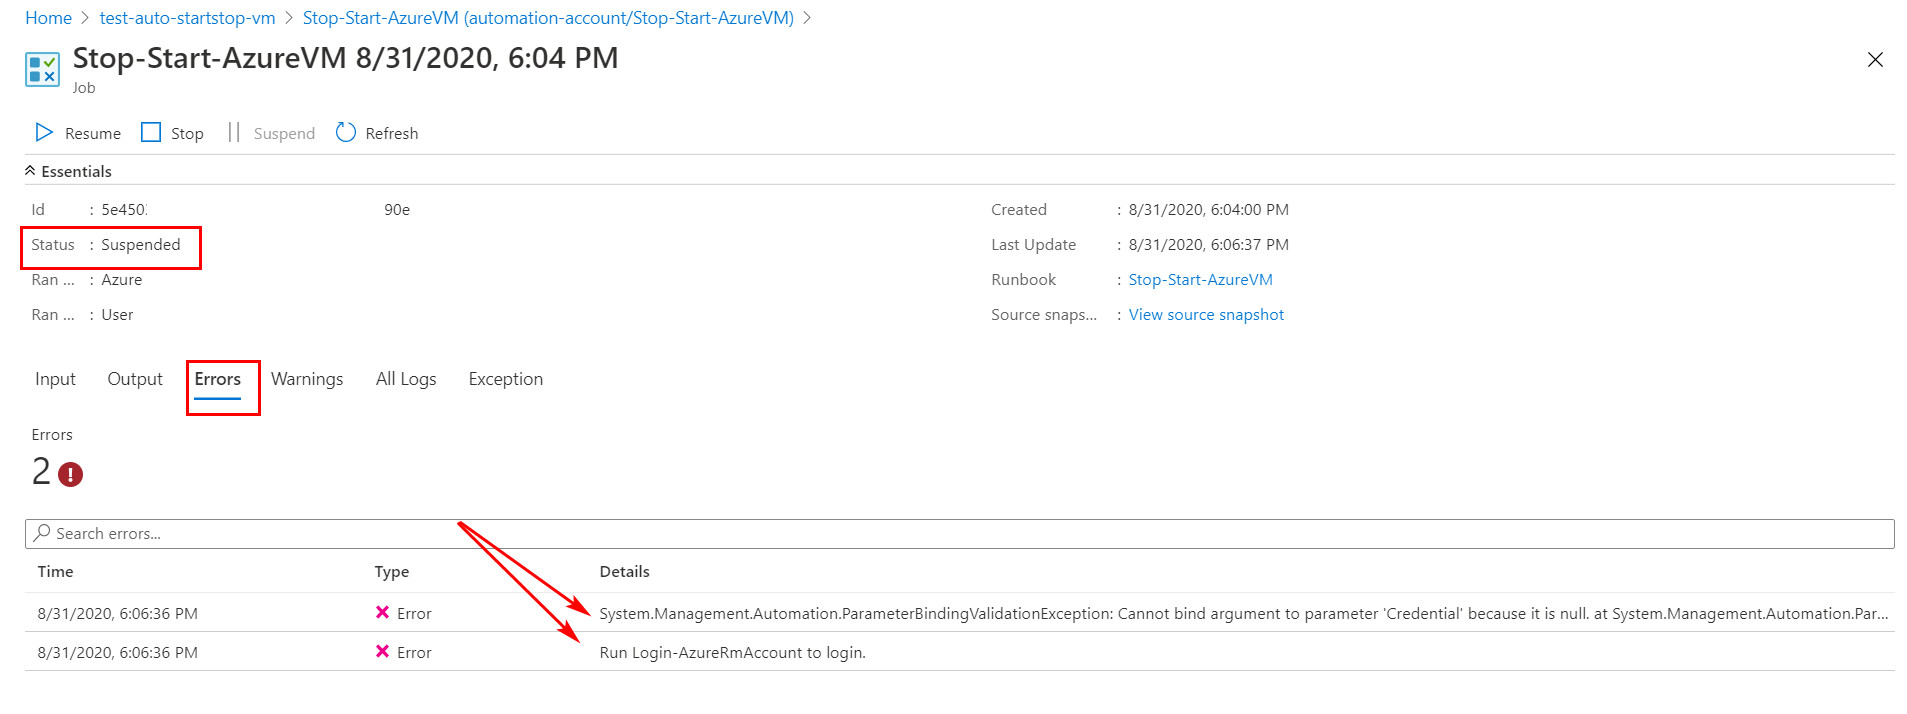 Home > test-auto-startstop-vm > Stop-Start-AzureVM (automation-account/Stop-Start-AzureVM) >
Stop-Start-AzureVM 8/31/2020, 6:04 PM
Job
Resume Stop Suspend Refresh
Essentials
Id : 5e450 90e Created : 8/31/2020, 6:04:00 PM
Status : Suspended Last Update : 8/31/2020, 6:06:37 PM
Ran ... : Azure Runbook : Stop-Start-AzureVM
Ran ... : User Source snaps... : View source snapshot
Input Output Errors Warnings All Logs Exception
Errors
2
Search errors...
Time Type Details
8/31/2020, 6:06:36 PM Error System.Management.Automation.ParameterBindingValidationException: Cannot bind argument to parameter 'Credential' because it is null. at System.Management.Automation.Par...
8/31/2020, 6:06:36 PM Error Run Login-AzureRmAccount to login.